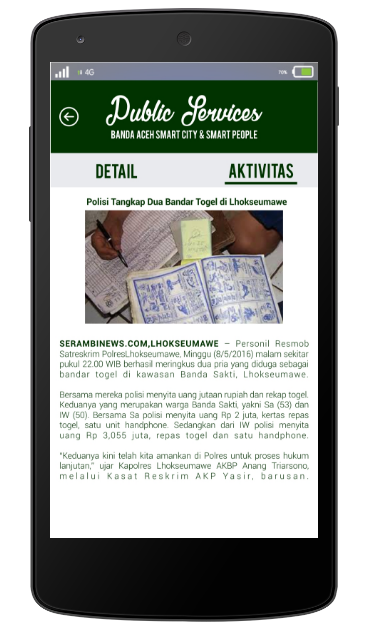 4G
Public Services
BANDA ACEH SMART CITY & SMART PEOPLE
DETAIL
AKTIVITAS
Polisi Tangkap Dua Bandar Togel di Lhokseumawe
SERAMBINEWS.COM,LHOKSEUMAWE – Personil Resmob
Satreskrim PolresLhokseumawe, Minggu (8/5/2016) malam sekitar
pukul 22.00 WIB berhasil meringkus dua pria yang diduga sebagai
bandar togel di kawasan Banda Sakti, Lhokseumawe.
Bersama mereka polisi menyita uang jutaan rupiah dan rekap togel.
Keduanya yang merupakan warga Banda Sakti, yakni Sa (53) dan
IW (50). Bersama Sa polisi menyita uang Rp 2 juta, kertas repas
togel, satu unit handphone. Sedangkan dari IW polisi menyita
uang Rp 3,055 juta, repas togel dan satu handphone.
"Keduanya kini telah kita amankan di Polres untuk proses hukum
lanjutan," ujar Kapolres Lhokseumawe AKBP Anang Triarsono,
melalui Kasat Reskrim AKP Yasir, barusan.